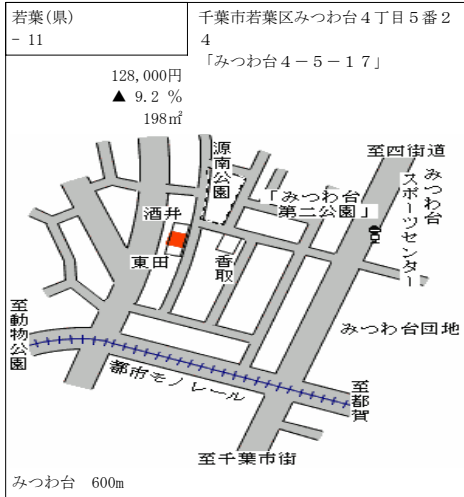 若葉(県)
- 11
千葉市若葉区みつわ台４丁目５番２
４
「みつわ台４－５－１７」
128,000円
▲ 9.2 %
198㎡
源南公園
至四街道
みつわ台
スポーツセンター
「みつわ台
第二公園」
酒井
東田
香取
至動物公園
みつわ台団地
都市モノレール
至都賀
至千葉市街
みつわ台　600m